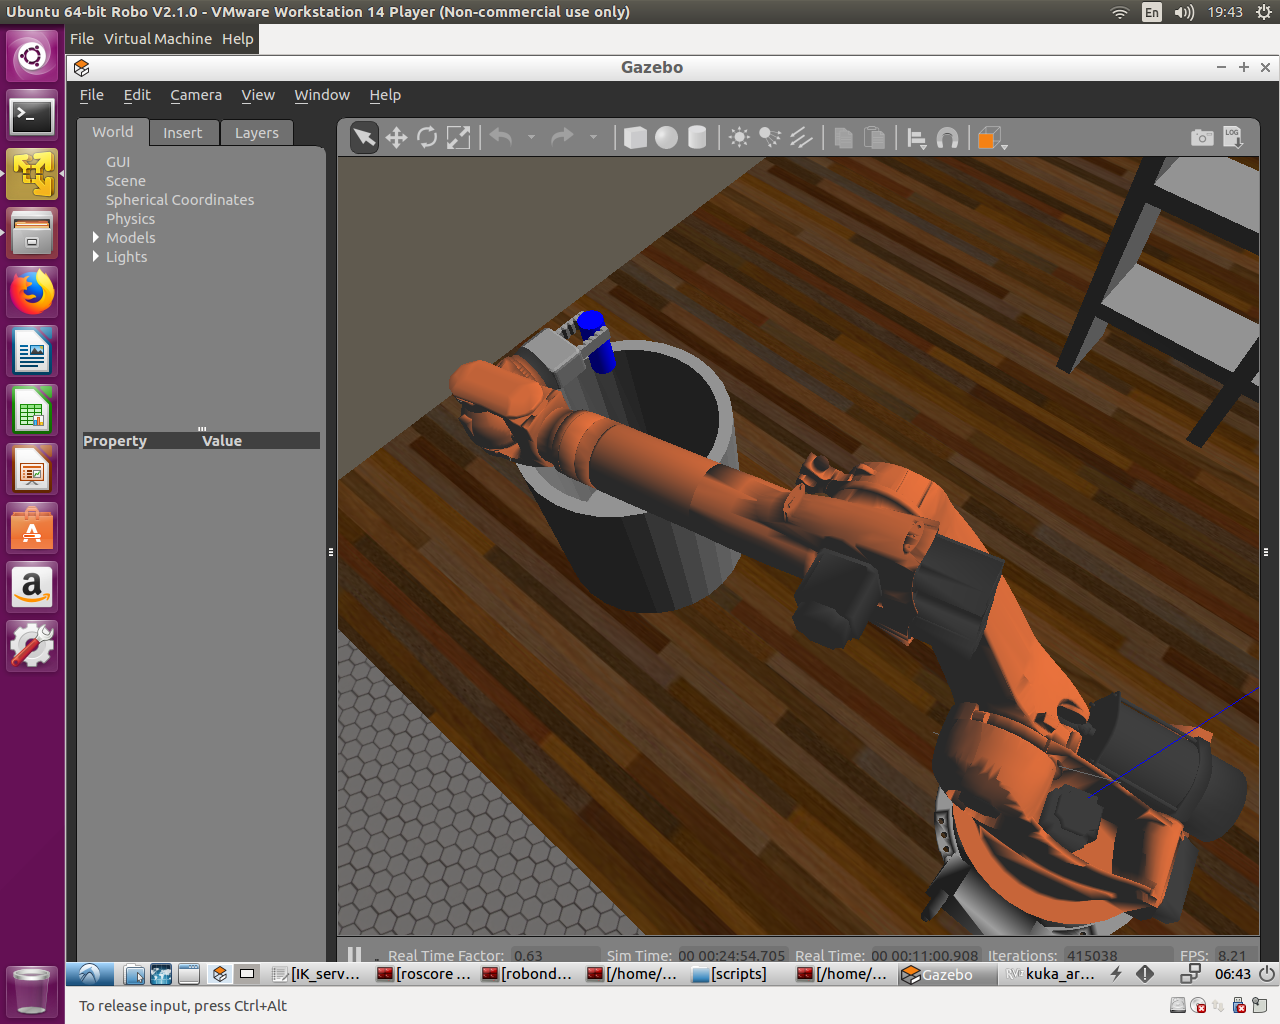 Ubuntu 64-bit Robo V2.1.0 - VMware Workstation 14 Player (Non-commercial use only)
En
19:43
File Virtual Machine Help
Gazebo
File Edit Camera View Window Help
World Insert Layers
LOG
GUI
Scene
Spherical Coordinates
Physics
Models
Lights
Property Value
Real Time Factor: 0.63 Sim Time: 00 00:24:54.705 Real Time: 00 00:11:00.908 Iterations: 415038 FPS: 8.21
[IK_serv... [roscore ... [robond... [/home/... [scripts] [/home/... Gazebo kuka_ar... 06:43
To release input, press Ctrl+Alt